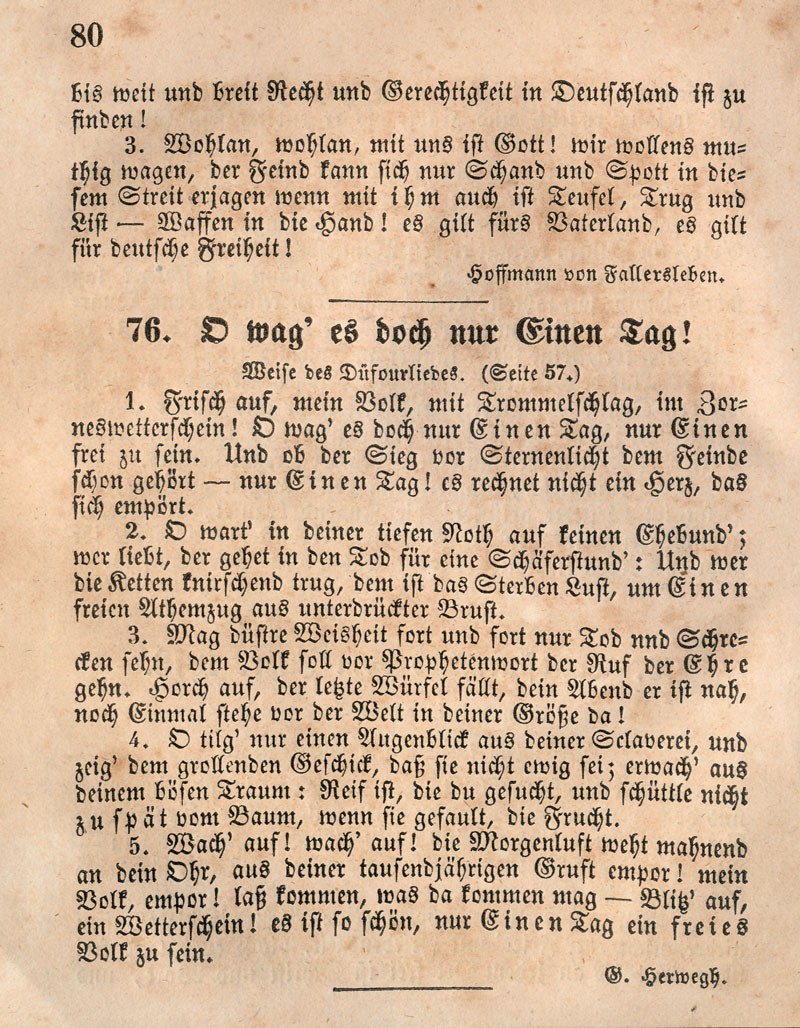 80
bis weit und breit Recht und Gerechtigkeit in Deutschland ist zu
finden!
3. Wohlan, wohlan, mit uns ist Gott! wir wollens mu=
thig wagen, der Feind kann sich nur Schand und Spott in die=
sem Streit erjagen wenn mit ihm auch ist Teufel, Trug und
List — Waffen in die Hand! es gilt fürs Vaterland, es gilt
für deutsche Freiheit!
Hoffmann von Fallersleben.
76. O wag' es doch nur Einen Tag!
Weise des Düfourliedes. (Seite 57.)
1. Frisch auf, mein Volk, mit Trommelschlag, im Zor=
neswetterschein! O wag' es doch nur Einen Tag, nur Einen
frei zu sein. Und ob der Sieg vor Sternenlicht dem Feinde
schon gehört — nur Einen Tag! es rechnet nicht ein Herz, das
sich empört.
2. O wart' in deiner tiefen Noth auf keinen Ehebund';
wer liebt, der gehet in den Tod für eine Schäferstund': Und wer
die Ketten knirschend trug, dem ist das Sterben Lust, um Einen
freien Athemzug aus unterdrückter Brust.
3. Mag düstre Weisheit fort und fort nur Tod nnd Schre=
cken sehn, dem Volk soll vor Prophetenwort der Ruf der Ehre
gehn. Horch auf, der letzte Würfel fällt, dein Abend er ist nah,
noch Einmal stehe vor der Welt in deiner Größe da!
4. O tilg' nur einen Augenblick aus deiner Sclaverei, und
zeig' dem grollenden Geschick, daß sie nicht ewig sei; erwach' aus
deinem bösen Traum: Reif ist, die du gesucht, und schüttle nicht
zu spät vom Baum, wenn sie gefault, die Frucht.
5. Wach' auf! wach' auf! die Morgenluft weht mahnend
an dein Ohr, aus deiner tausendjährigen Gruft empor! mein
Volk, empor! laß kommen, was da kommen mag — Blitz' auf,
ein Wetterschein! es ist so schön, nur Einen Tag ein freies
Volk zu sein.
G. Herwegh.